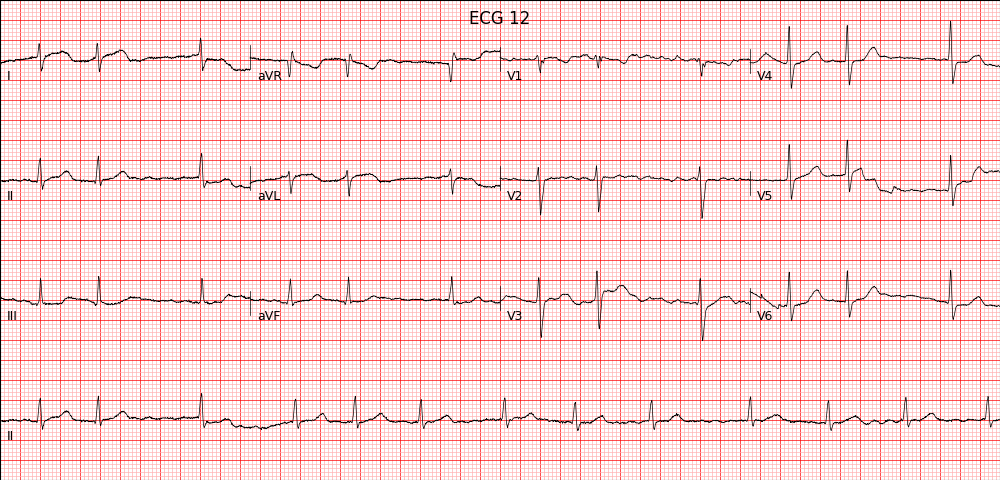 ECG 12
I aVR V1 V4
II aVL V2 V5
III aVF V3 V6
II